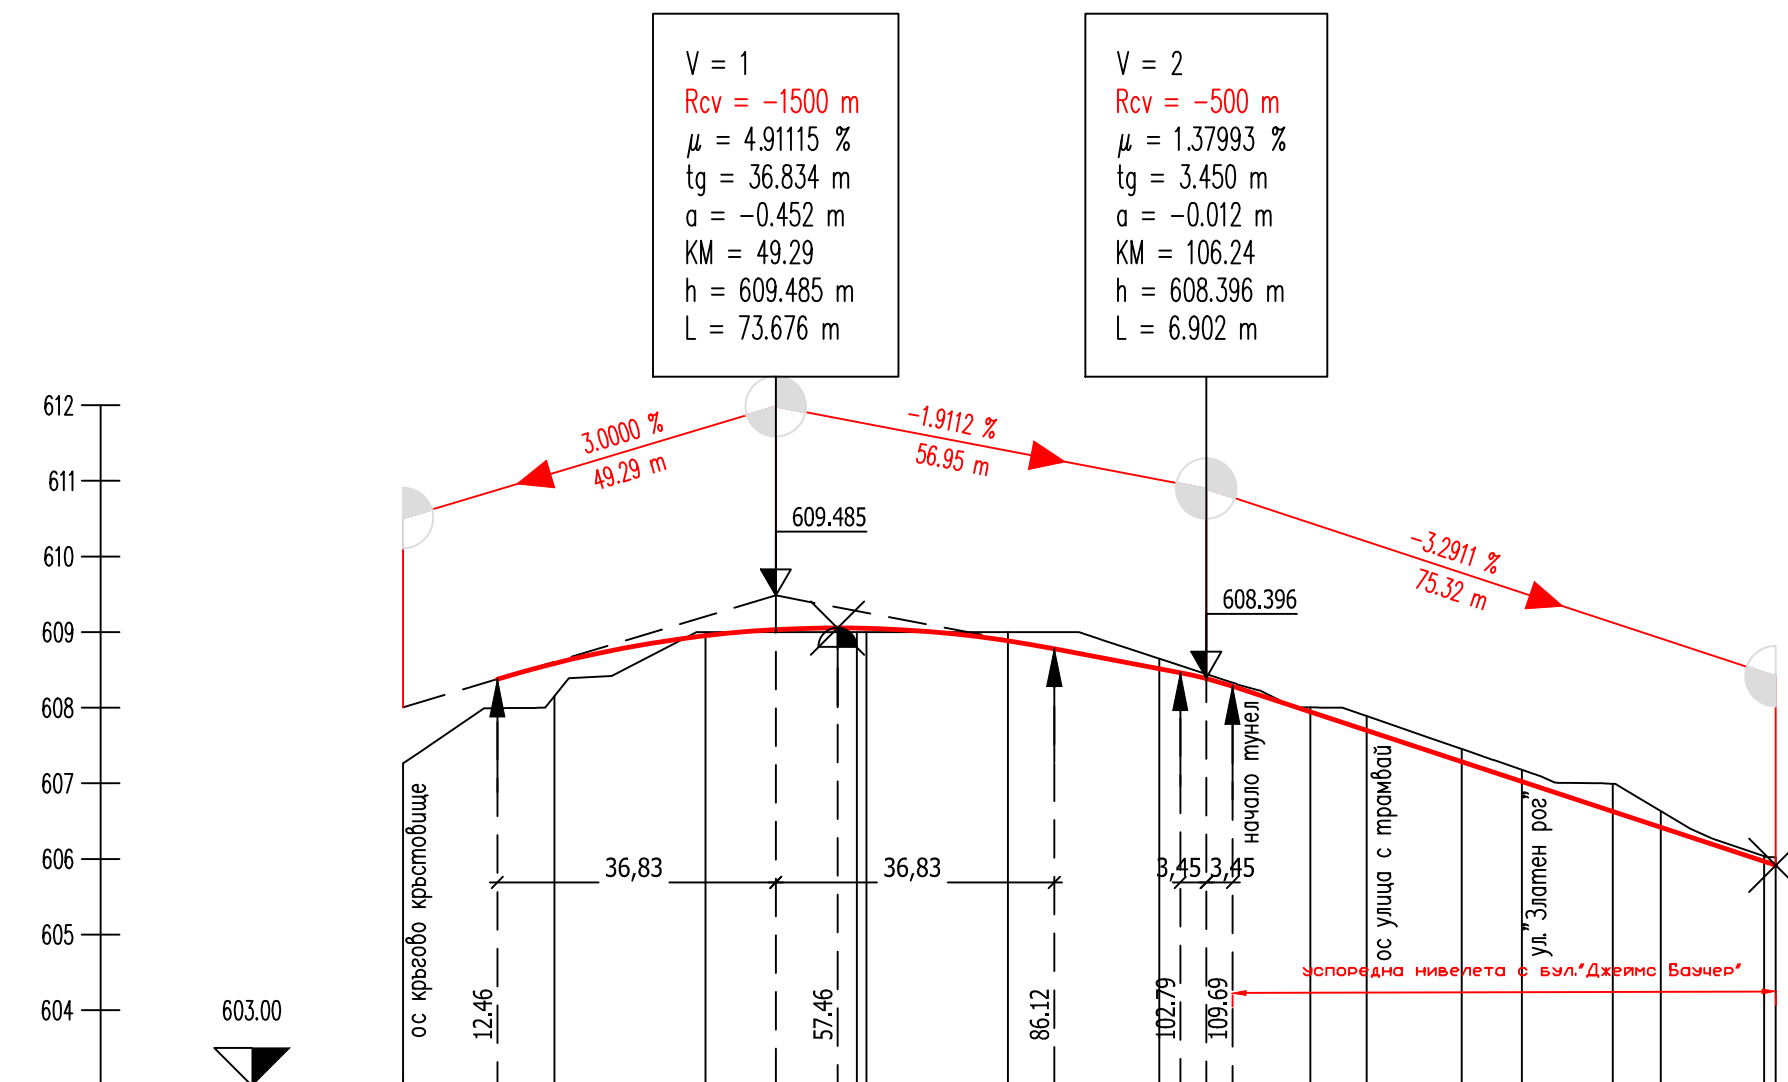 V = 1
Rcv = -1500 m
μ = 4.91115 %
tg = 36.834 m
a = -0.452 m
KM = 49.29
h = 609.485 m
L = 73.676 m
V = 2
Rcv = -500 m
μ = 1.37993 %
tg = 3.450 m
a = -0.012 m
KM = 106.24
h = 608.396 m
L = 6.902 m
612
611
610
609
608
607
606
605
604
603.00
3.0000 %
49.29 m
-1.9112 %
56.95 m
-3.2911 %
75.32 m
609.485
608.396
36,83
36,83
3,45
3,45
ос кръгово кръстовище
12.46
57.46
86.12
102.79
109.69
начало тунел
ос улица с трамвай
ул."Златен рог"
успоредна нивелета с бул."Джеймс Баучер"